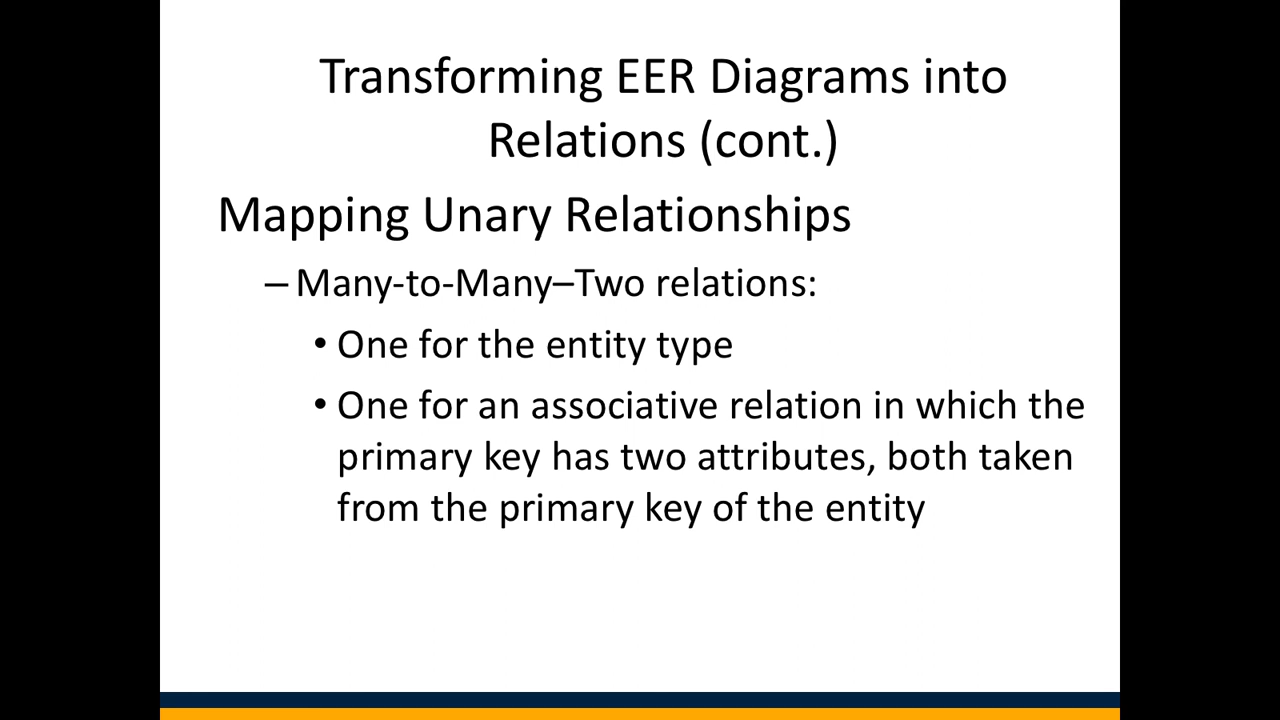 Transforming EER Diagrams into
Relations (cont.)
Mapping Unary Relationships
– Many-to-Many–Two relations:
• One for the entity type
• One for an associative relation in which the
primary key has two attributes, both taken
from the primary key of the entity